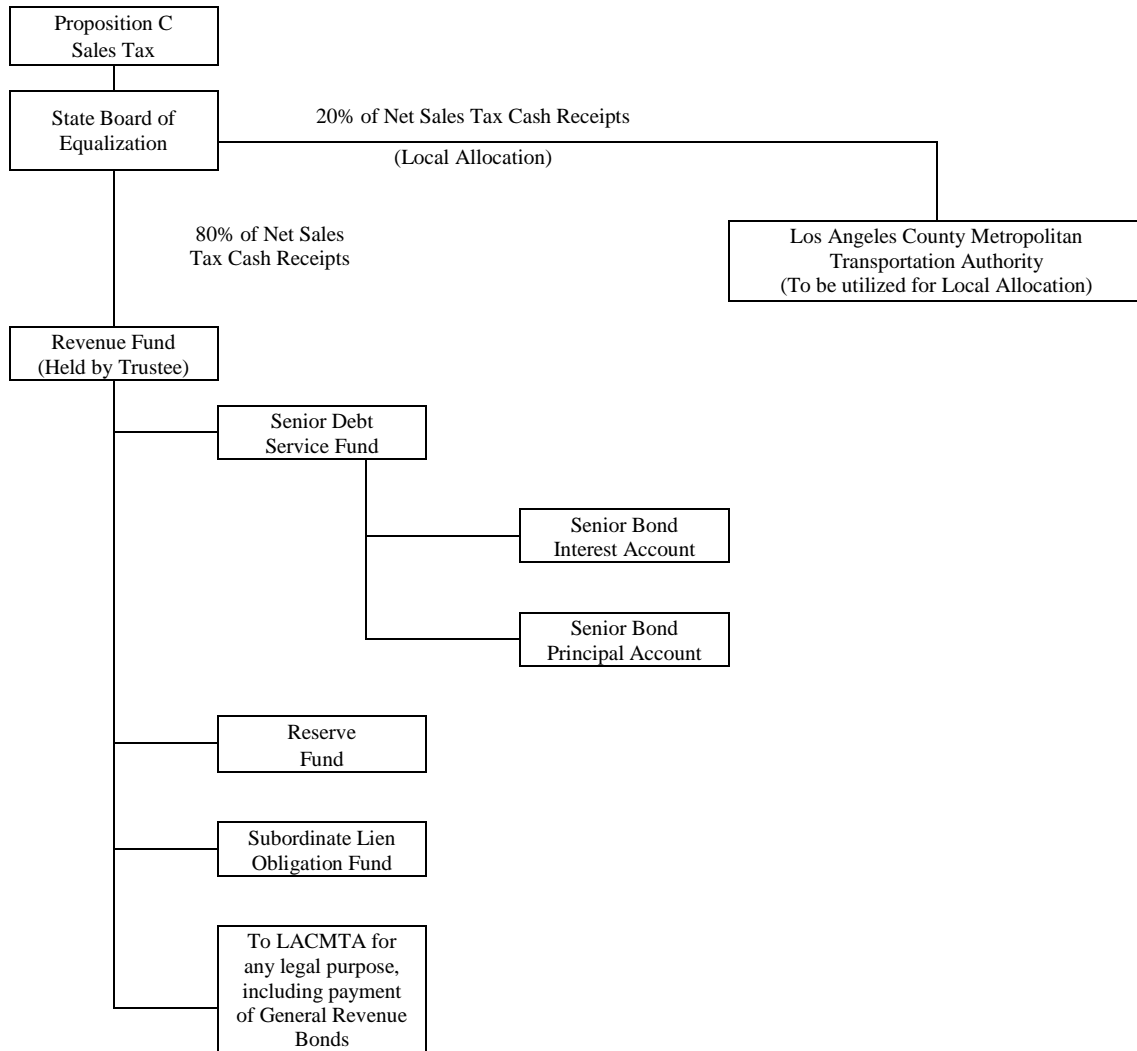 Proposition C
Sales Tax
State Board of
Equalization
20% of Net Sales Tax Cash Receipts
(Local Allocation)
80% of Net Sales
Tax Cash Receipts
Los Angeles County Metropolitan
Transportation Authority
(To be utilized for Local Allocation)
Revenue Fund
(Held by Trustee)
Senior Debt
Service Fund
Senior Bond
Interest Account
Senior Bond
Principal Account
Reserve
Fund
Subordinate Lien
Obligation Fund
To LACMTA for
any legal purpose,
including payment
of General Revenue
Bonds